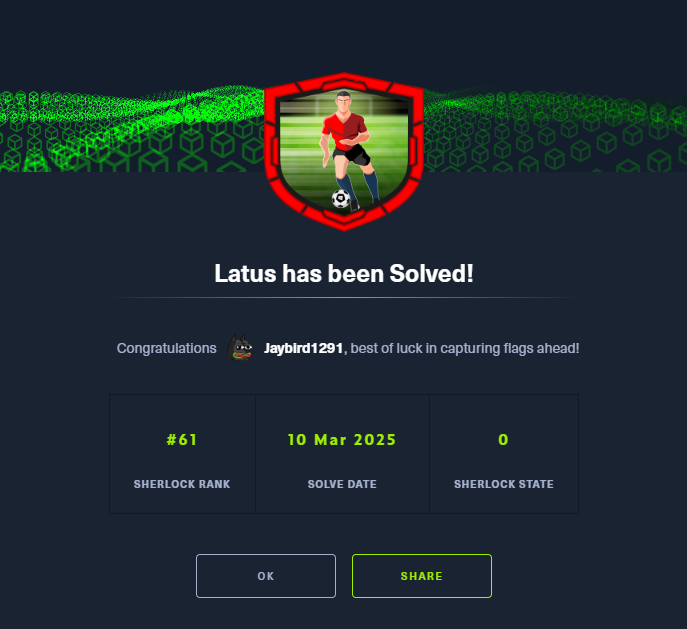 Latus has been Solved!
Congratulations Jaybird1291, best of luck in capturing flags ahead!
#61 10 Mar 2025 0
SHERLOCK RANK SOLVE DATE SHERLOCK STATE
OK SHARE